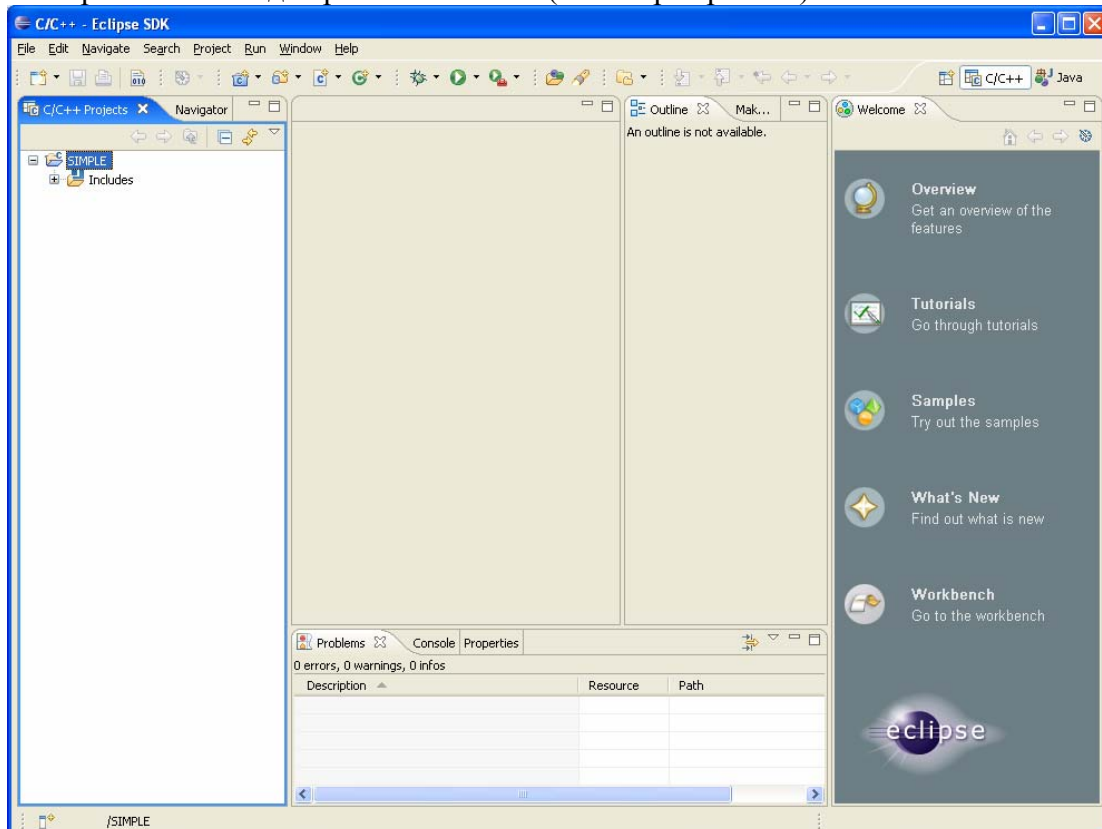 C/C++ - Eclipse SDK
File Edit Navigate Search Project Run Window Help
C/C++ Java
C/C++ Projects Navigator
Outline Mak...
Welcome
An outline is not available.
SIMPLE
Includes
Overview
Get an overview of the
features
Tutorials
Go through tutorials
Samples
Try out the samples
What's New
Find out what is new
Workbench
Go to the workbench
Problems Console Properties
0 errors, 0 warnings, 0 infos
Description Resource Path
eclipse
/SIMPLE